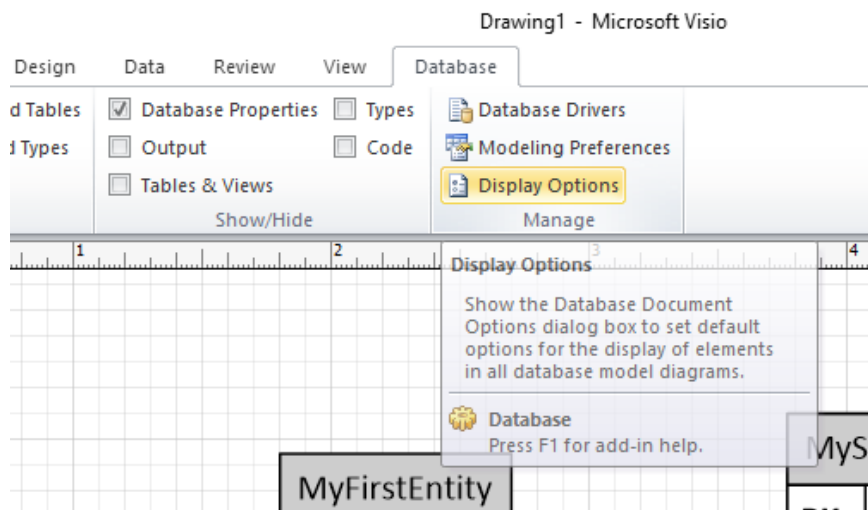 Drawing1 - Microsoft Visio
Design Data Review View Database
d Tables Database Properties Types Database Drivers
d Types Output Code Modeling Preferences
Tables & Views Display Options
Show/Hide Manage
1 2 3 4
Display Options
Show the Database Document
Options dialog box to set default
options for the display of elements
in all database model diagrams.
Database
Press F1 for add-in help.
MyS
MyFirstEntity